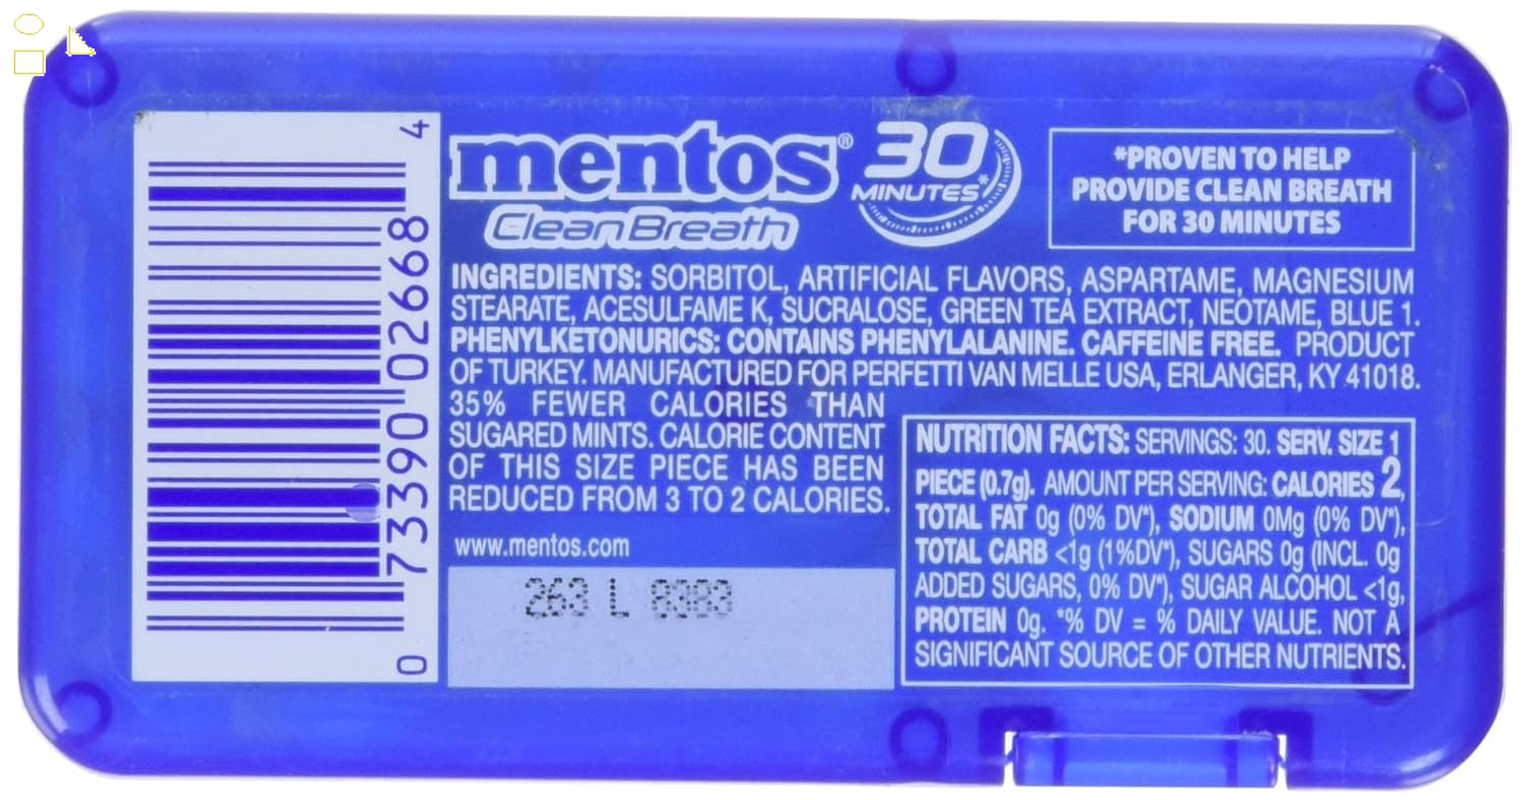 mentos® 30 MINUTES*
CleanBreath
*PROVEN TO HELP
PROVIDE CLEAN BREATH
FOR 30 MINUTES
INGREDIENTS: SORBITOL, ARTIFICIAL FLAVORS, ASPARTAME, MAGNESIUM
STEARATE, ACESULFAME K, SUCRALOSE, GREEN TEA EXTRACT, NEOTAME, BLUE 1.
PHENYLKETONURICS: CONTAINS PHENYLALANINE. CAFFEINE FREE. PRODUCT
OF TURKEY. MANUFACTURED FOR PERFETTI VAN MELLE USA, ERLANGER, KY 41018.
35% FEWER CALORIES THAN
SUGARED MINTS. CALORIE CONTENT
OF THIS SIZE PIECE HAS BEEN
REDUCED FROM 3 TO 2 CALORIES.
www.mentos.com
263 L
NUTRITION FACTS: SERVINGS: 30. SERV. SIZE 1
PIECE (0.7g). AMOUNT PER SERVING: CALORIES 2,
TOTAL FAT 0g (0% DV*), SODIUM 0Mg (0% DV*),
TOTAL CARB <1g (1%DV*), SUGARS 0g (INCL. 0g
ADDED SUGARS, 0% DV*), SUGAR ALCOHOL <1g,
PROTEIN 0g. *% DV = % DAILY VALUE. NOT A
SIGNIFICANT SOURCE OF OTHER NUTRIENTS.
0 73390 02668 4